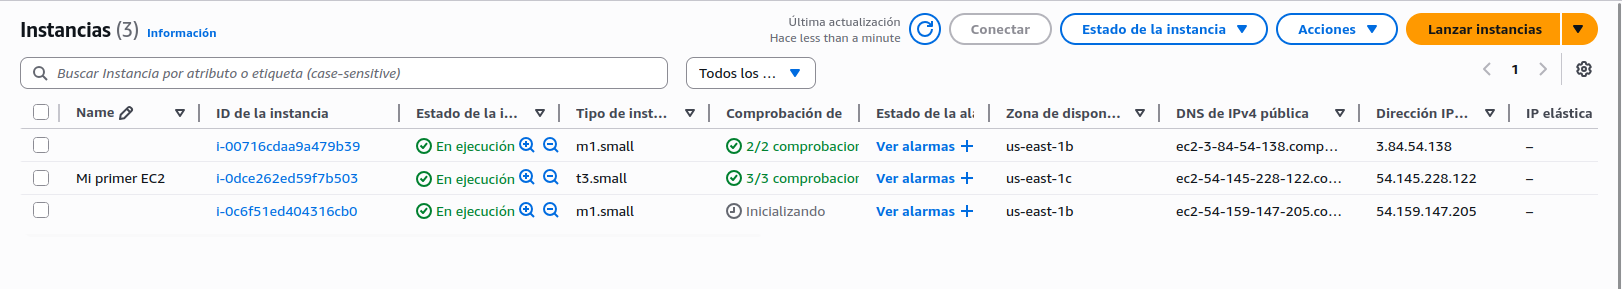 Instancias (3) Información
Última actualización
Hace less than a minute
Conectar
Estado de la instancia
Acciones
Lanzar instancias
Buscar Instancia por atributo o etiqueta (case-sensitive)
Todos los ...
1
Name ID de la instancia Estado de la i... Tipo de inst... Comprobación de Estado de la ala Zona de dispon... DNS de IPv4 pública Dirección IP... IP elástica
i-00716cdaa9a479b39 En ejecución m1.small 2/2 comprobacion Ver alarmas + us-east-1b ec2-3-84-54-138.comp... 3.84.54.138 –
Mi primer EC2 i-0dce262ed59f7b503 En ejecución t3.small 3/3 comprobacion Ver alarmas + us-east-1c ec2-54-145-228-122.co... 54.145.228.122 –
i-0c6f51ed404316cb0 En ejecución m1.small Inicializando Ver alarmas + us-east-1b ec2-54-159-147-205.co... 54.159.147.205 –